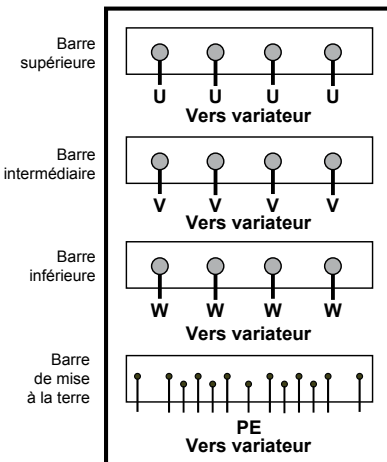 Barre
supérieure
U U U U
Vers variateur
Barre
intermédiaire
V V V V
Vers variateur
Barre
inférieure
W W W W
Vers variateur
Barre
de mise
à la terre
PE
Vers variateur